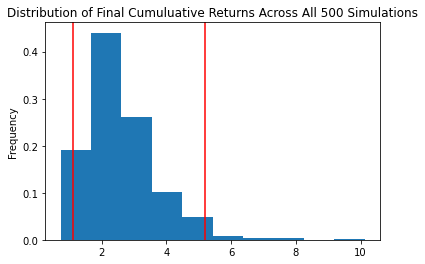 Distribution of Final Cumuluative Returns Across All 500 Simulations
Frequency
0.4
0.3
0.2
0.1
0.0
2 4 6 8 10